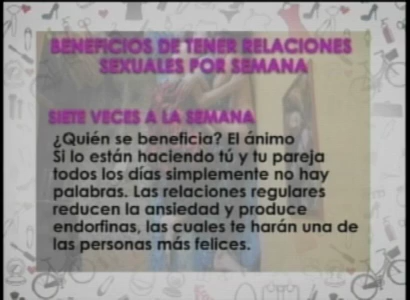 BENEFICIOS DE TENER RELACIONES
SEXUALES POR SEMANA
SIETE VECES A LA SEMANA
¿Quién se beneficia? El ánimo
Si lo están haciendo tú y tu pareja
todos los días simplemente no hay
palabras. Las relaciones regulares
reducen la ansiedad y produce
endorfinas, las cuales te harán una de
las personas más felices.